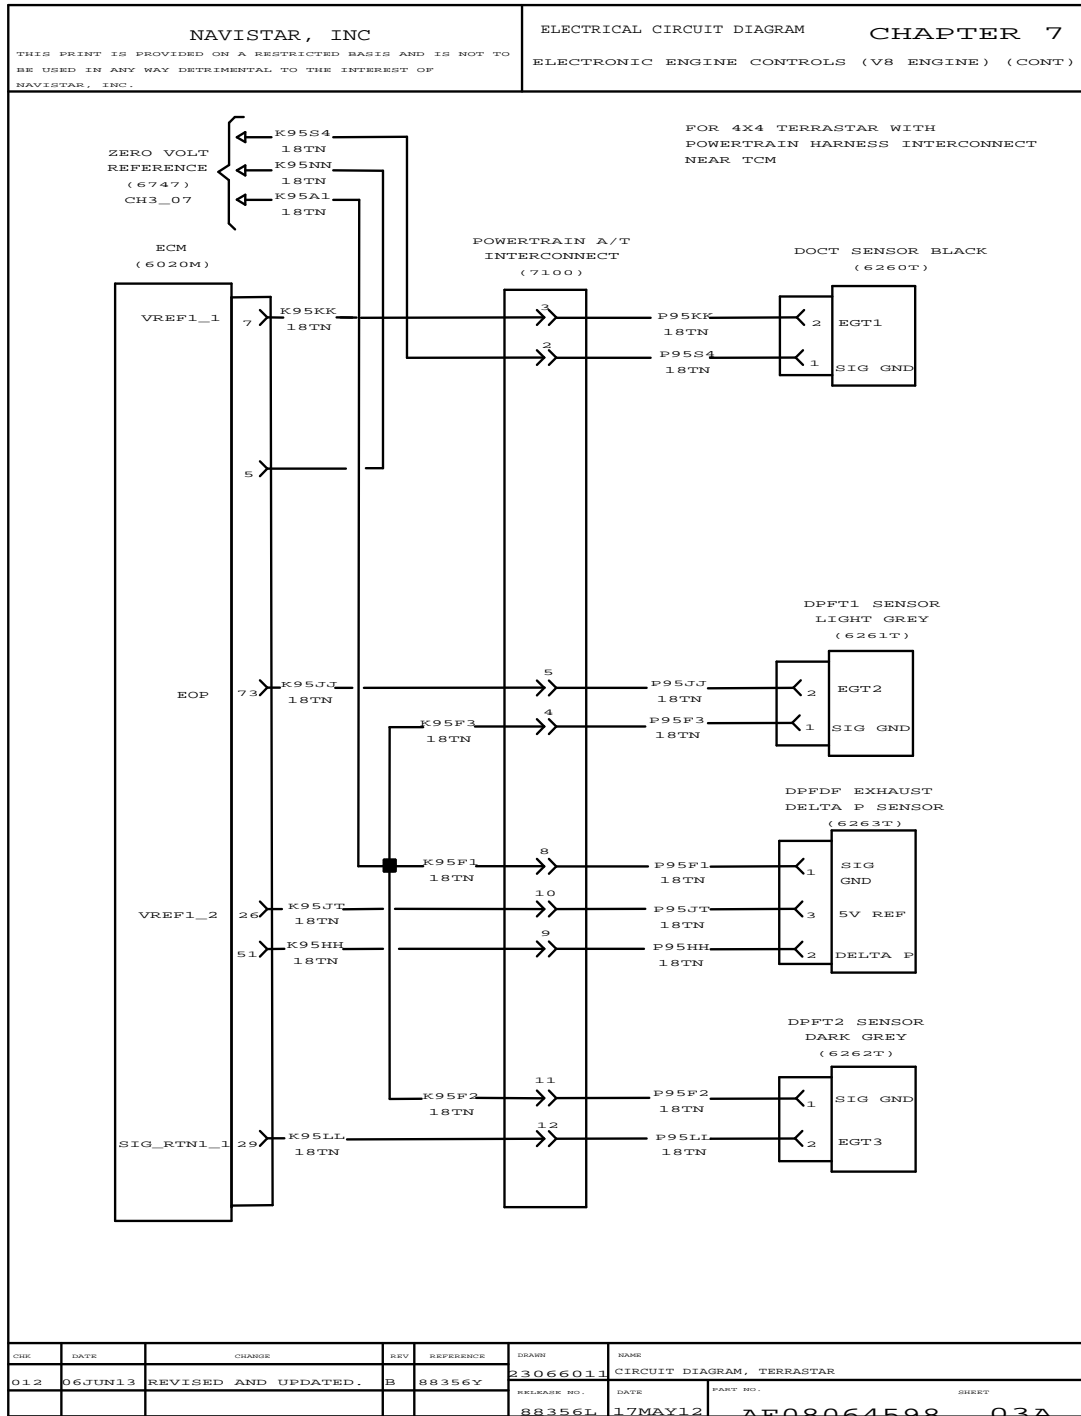 NAVISTAR, INC
THIS PRINT IS PROVIDED ON A RESTRICTED BASIS AND IS NOT TO
BE USED IN ANY WAY DETRIMENTAL TO THE INTEREST OF
NAVISTAR, INC.
ELECTRICAL CIRCUIT DIAGRAM
CHAPTER 7
ELECTRONIC ENGINE CONTROLS (V8 ENGINE) (CONT)
FOR 4X4 TERRASTAR WITH
POWERTRAIN HARNESS INTERCONNECT
NEAR TCM
ZERO VOLT
REFERENCE
(6747)
CH3_07
K95S4
18TN
K95NN
18TN
K95A1
18TN
ECM
(6020M)
POWERTRAIN A/T
INTERCONNECT
(7100)
DOCT SENSOR BLACK
(6260T)
VREF1_1
7
K95KK
18TN
3
P95KK
18TN
2
EGT1
2
P95S4
18TN
1
SIG GND
5
DPFT1 SENSOR
LIGHT GREY
(6261T)
EOP
73
K95JJ
18TN
5
P95JJ
18TN
2
EGT2
K95F3
18TN
4
P95F3
18TN
1
SIG GND
DPFDF EXHAUST
DELTA P SENSOR
(6263T)
K95F1
18TN
8
P95F1
18TN
1
SIG
GND
VREF1_2
26
K95JT
18TN
10
P95JT
18TN
3
5V REF
51
K95HH
18TN
9
P95HH
18TN
2
DELTA P
DPFT2 SENSOR
DARK GREY
(6262T)
K95F2
18TN
11
P95F2
18TN
1
SIG GND
SIG_RTN1_1
29
K95LL
18TN
12
P95LL
18TN
2
EGT3
CHK DATE CHANGE REV REFERENCE DRAWN NAME
012 06JUN13 REVISED AND UPDATED. B 88356Y 23066011 CIRCUIT DIAGRAM, TERRASTAR
RELEASE NO. DATE PART NO. SHEET
88356L 17MAY12 AF08064598 03A